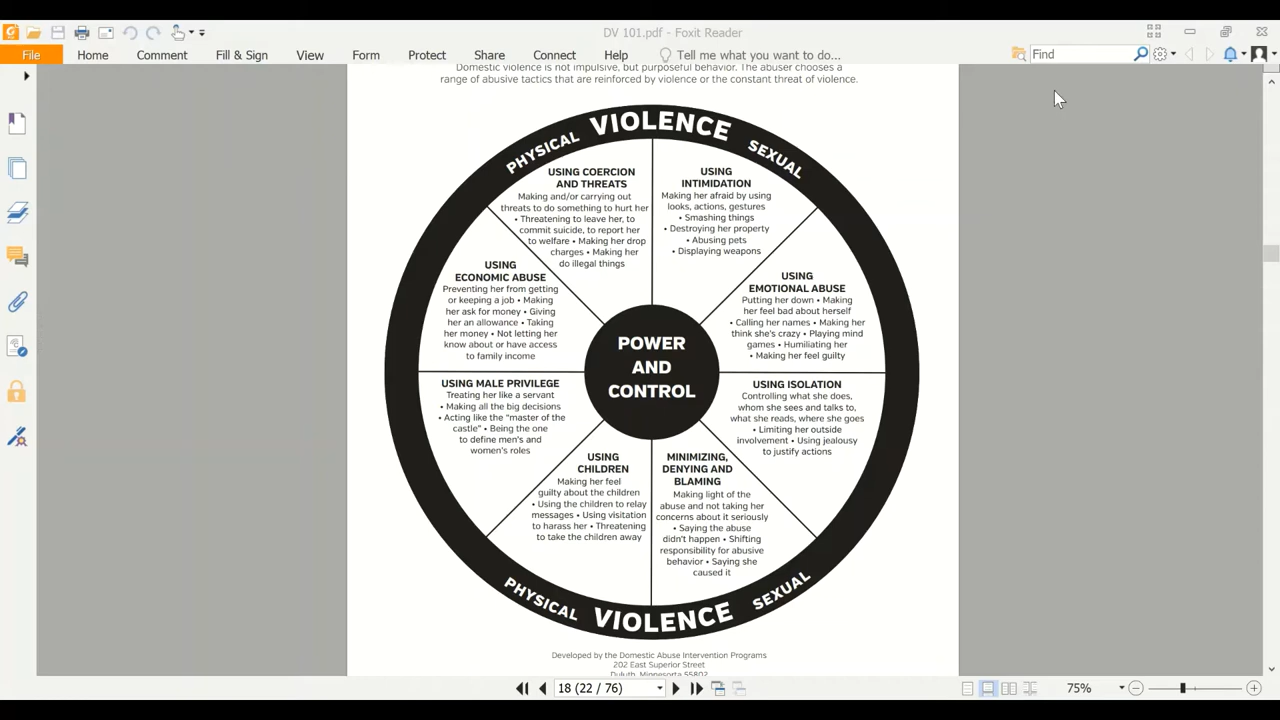 DV 101.pdf - Foxit Reader
File Home Comment Fill & Sign View Form Protect Share Connect Help Tell me what you want to do... Find
Domestic violence is not impulsive, but purposeful behavior. The abuser chooses a
range of abusive tactics that are reinforced by violence or the constant threat of violence.
PHYSICAL VIOLENCE SEXUAL
USING COERCION
AND THREATS
Making and/or carrying out
threats to do something to hurt her
• Threatening to leave her, to
commit suicide, to report her
to welfare • Making her drop
charges • Making her
do illegal things
USING
INTIMIDATION
Making her afraid by using
looks, actions, gestures
• Smashing things
• Destroying her property
• Abusing pets
• Displaying weapons
USING
ECONOMIC ABUSE
Preventing her from getting
or keeping a job • Making
her ask for money • Giving
her an allowance • Taking
her money • Not letting her
know about or have access
to family income
USING
EMOTIONAL ABUSE
Putting her down • Making
her feel bad about herself
• Calling her names • Making her
think she's crazy • Playing mind
games • Humiliating her
• Making her feel guilty
POWER
AND
CONTROL
USING MALE PRIVILEGE
Treating her like a servant
• Making all the big decisions
• Acting like the "master of the
castle" • Being the one
to define men's and
women's roles
USING ISOLATION
Controlling what she does,
whom she sees and talks to,
what she reads, where she goes
• Limiting her outside
involvement • Using jealousy
to justify actions
USING
CHILDREN
Making her feel
guilty about the children
• Using the children to relay
messages • Using visitation
to harass her • Threatening
to take the children away
MINIMIZING,
DENYING AND
BLAMING
Making light of the
abuse and not taking her
concerns about it seriously
• Saying the abuse
didn't happen • Shifting
responsibility for abusive
behavior • Saying she
caused it
PHYSICAL VIOLENCE SEXUAL
Developed by the Domestic Abuse Intervention Programs
202 East Superior Street
Duluth, Minnesota 55802
18 (22 / 76) 75%